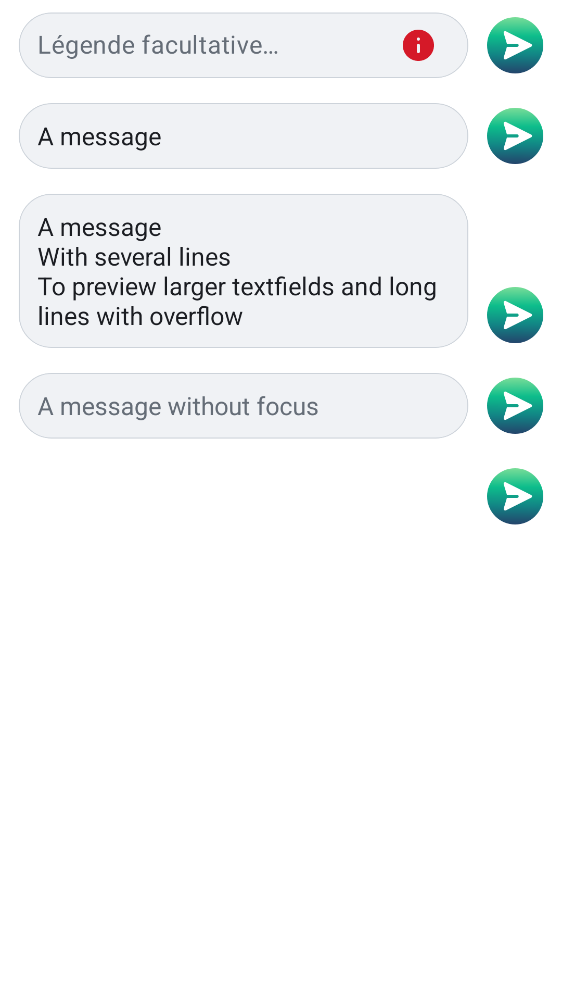 Légende facultative…
A message
A message
With several lines
To preview larger textfields and long
lines with overflow
A message without focus